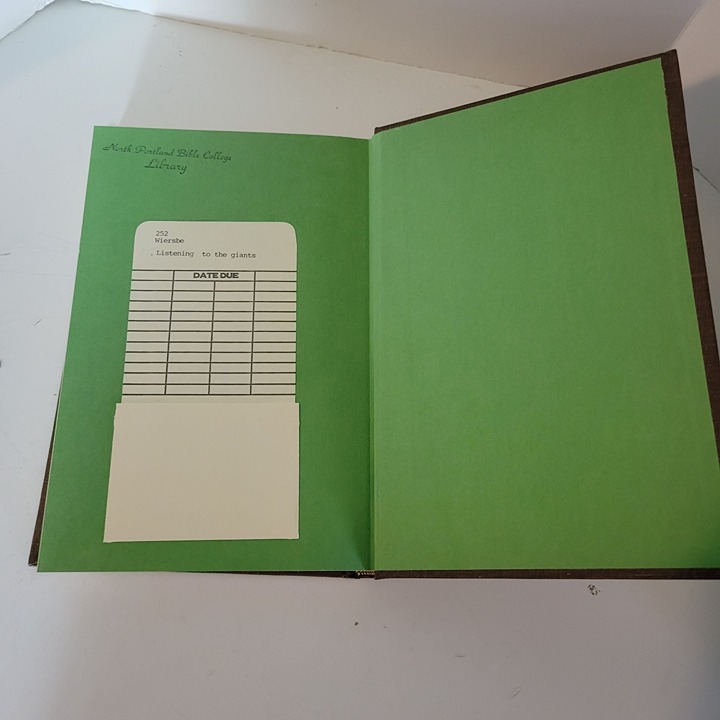 North Portland Bible College
Library
252
Wiersbe
. Listening to the giants
DATE DUE